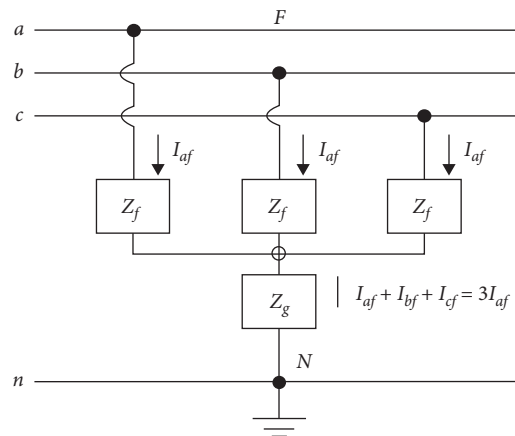 a
F
b
c
I_af I_af I_af
Z_f Z_f Z_f
Z_g
I_af + I_bf + I_cf = 3I_af
N
n